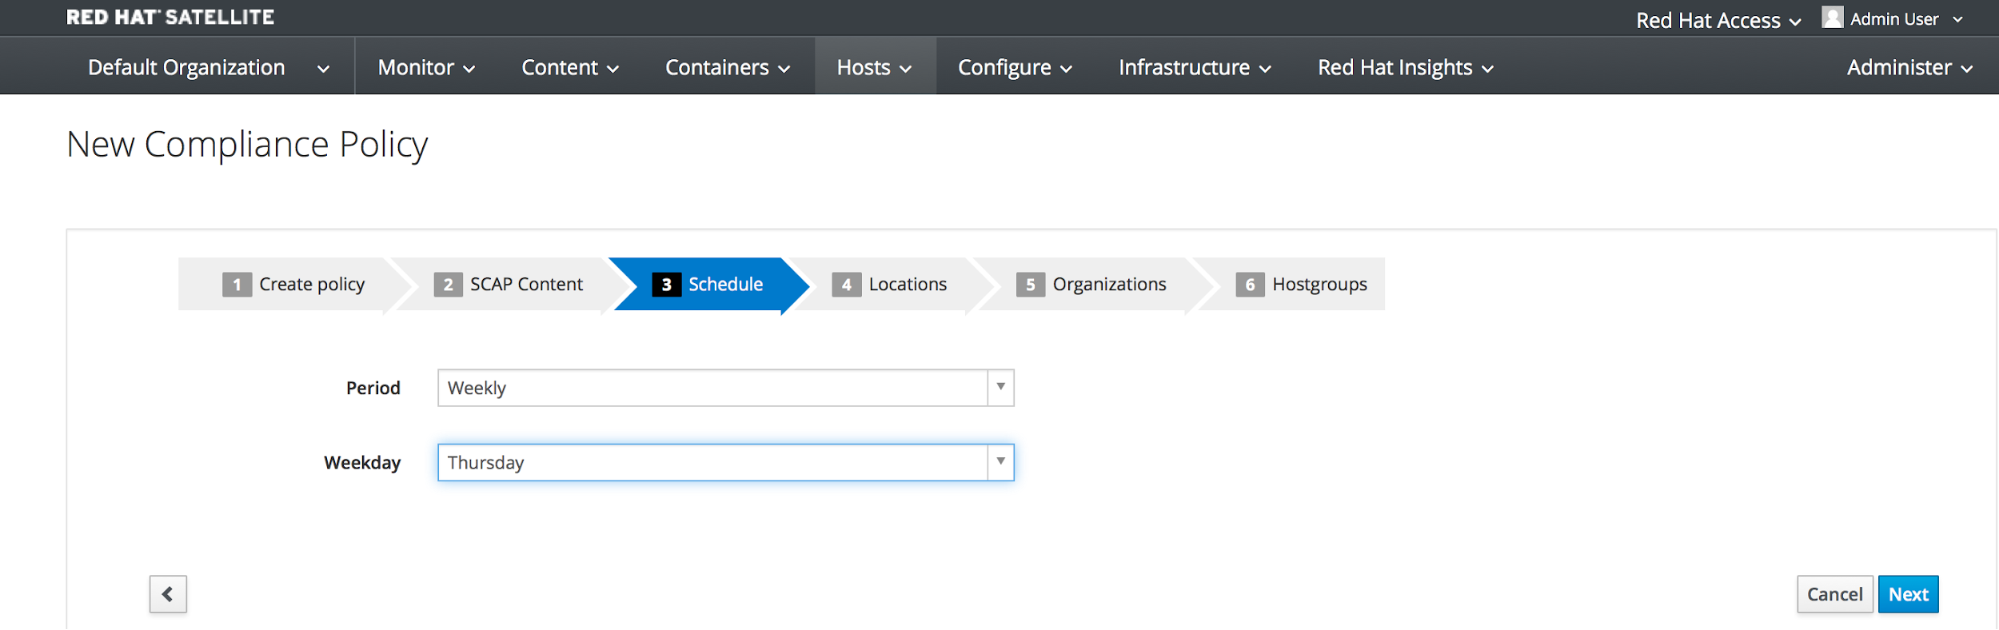 RED HAT SATELLITE
Red Hat Access Admin User
Default Organization Monitor Content Containers Hosts Configure Infrastructure Red Hat Insights Administer
New Compliance Policy
1 Create policy 2 SCAP Content 3 Schedule 4 Locations 5 Organizations 6 Hostgroups
Period Weekly
Weekday Thursday
Cancel Next